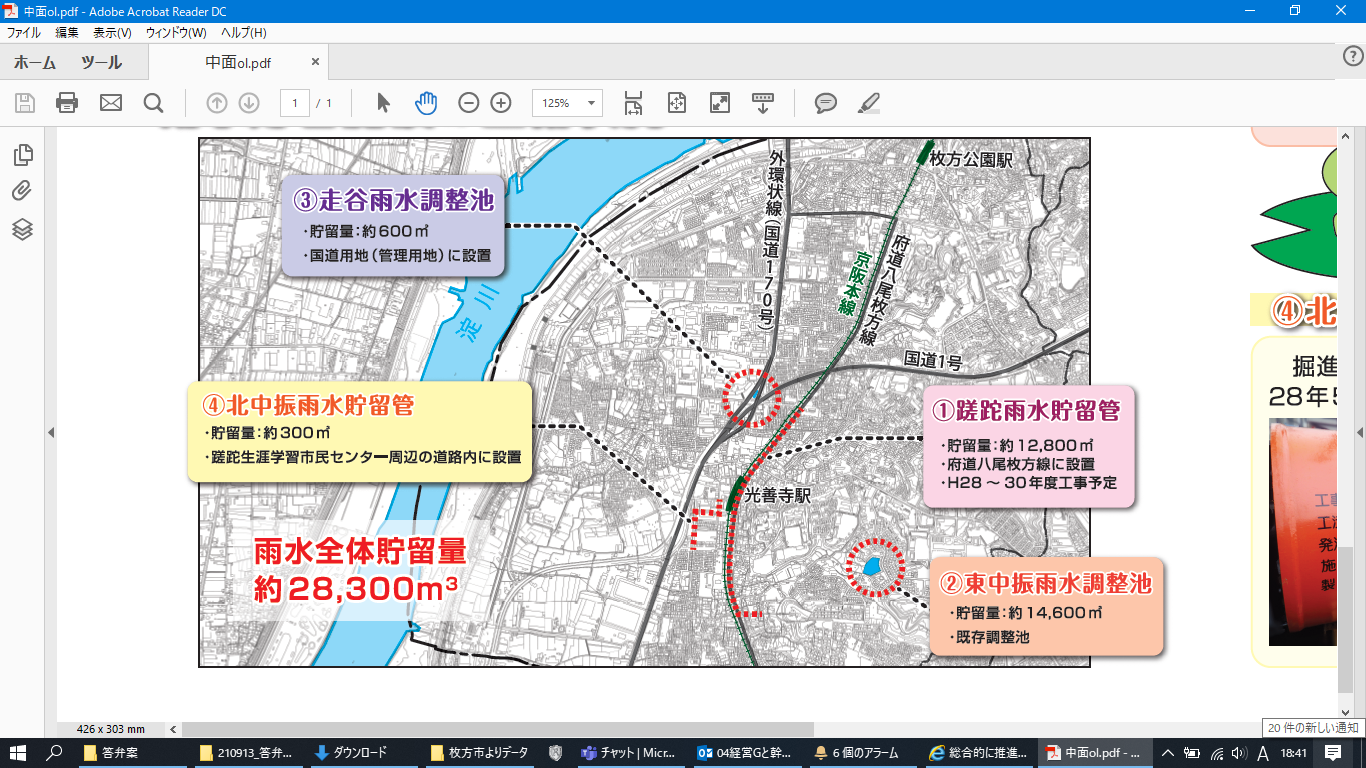 中面ol.pdf - Adobe Acrobat Reader DC
ファイル 編集 表示(V) ウィンドウ(W) ヘルプ(H)
ホーム ツール 中面ol.pdf ×
1 / 1 125%
③走谷雨水調整池
・貯留量：約600㎥
・国道用地（管理用地）に設置
外環状線（国道170号）
枚方公園駅
府道八尾枚方線
京阪本線
淀川
国道1号
④北中振雨水貯留管
・貯留量：約300㎥
・蹉跎生涯学習市民センター周辺の道路内に設置
①蹉跎雨水貯留管
・貯留量：約12,800㎥
・府道八尾枚方線に設置
・H28～30年度工事予定
光善寺駅
雨水全体貯留量
約28,300m³
②東中振雨水調整池
・貯留量：約14,600㎥
・既存調整池
④北
掘進
28年5
426 x 303 mm
20 件の新しい通知
答弁案
210913_答弁...
ダウンロード
枚方市よりデータ
チャット | Micr...
04経営Gと幹...
6 個のアラーム
総合的に推進...
中面ol.pdf - ...
A 18:41